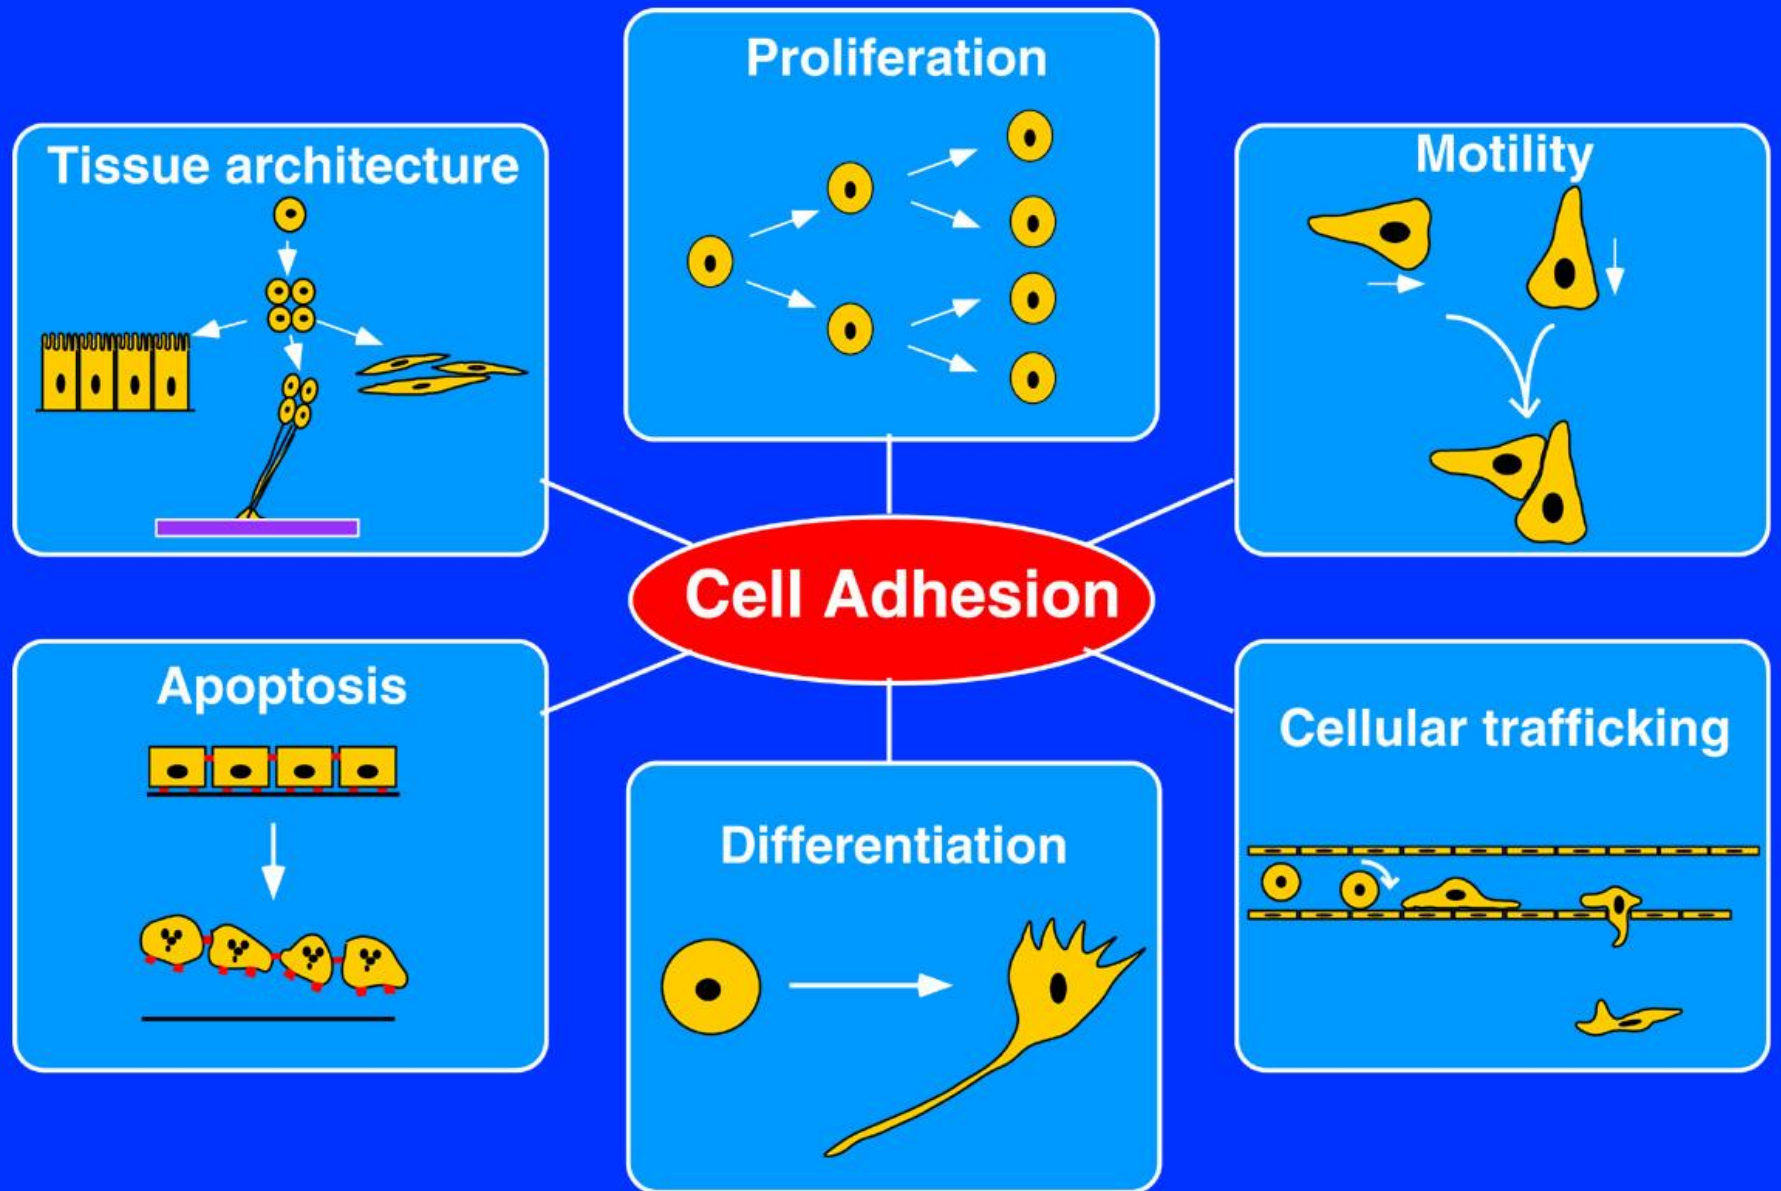 Proliferation
Tissue architecture
Motility
Cell Adhesion
Apoptosis
Cellular trafficking
Differentiation